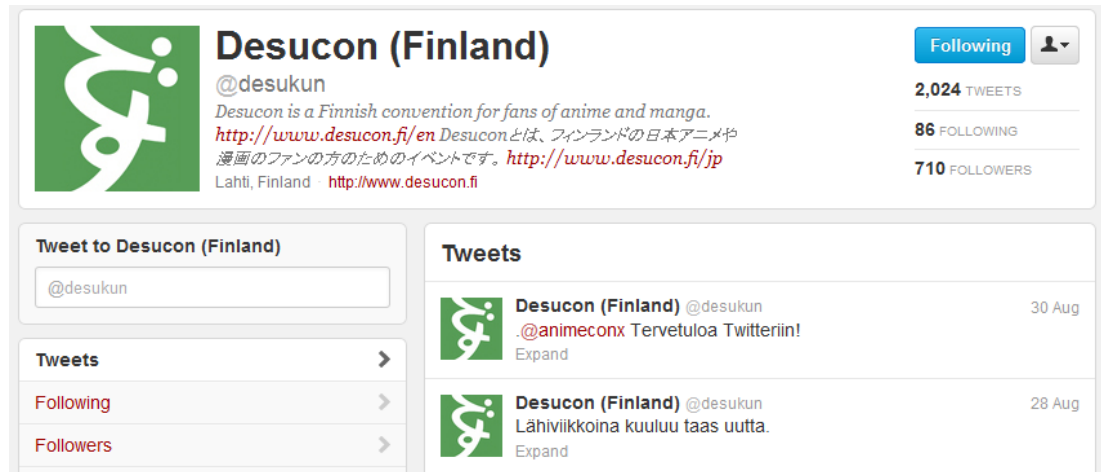 Desucon (Finland)
@desukun
Desucon is a Finnish convention for fans of anime and manga.
http://www.desucon.fi/en Desuconとは、フィンランドの日本アニメや
漫画のファンの方のためのイベントです。 http://www.desucon.fi/jp
Lahti, Finland · http://www.desucon.fi
Following
2,024 TWEETS
86 FOLLOWING
710 FOLLOWERS
Tweet to Desucon (Finland)
@desukun
Tweets
Following
Followers
Tweets
Desucon (Finland) @desukun 30 Aug
.@animeconx Tervetuloa Twitteriin!
Expand
Desucon (Finland) @desukun 28 Aug
Lähiviikkoina kuuluu taas uutta.
Expand